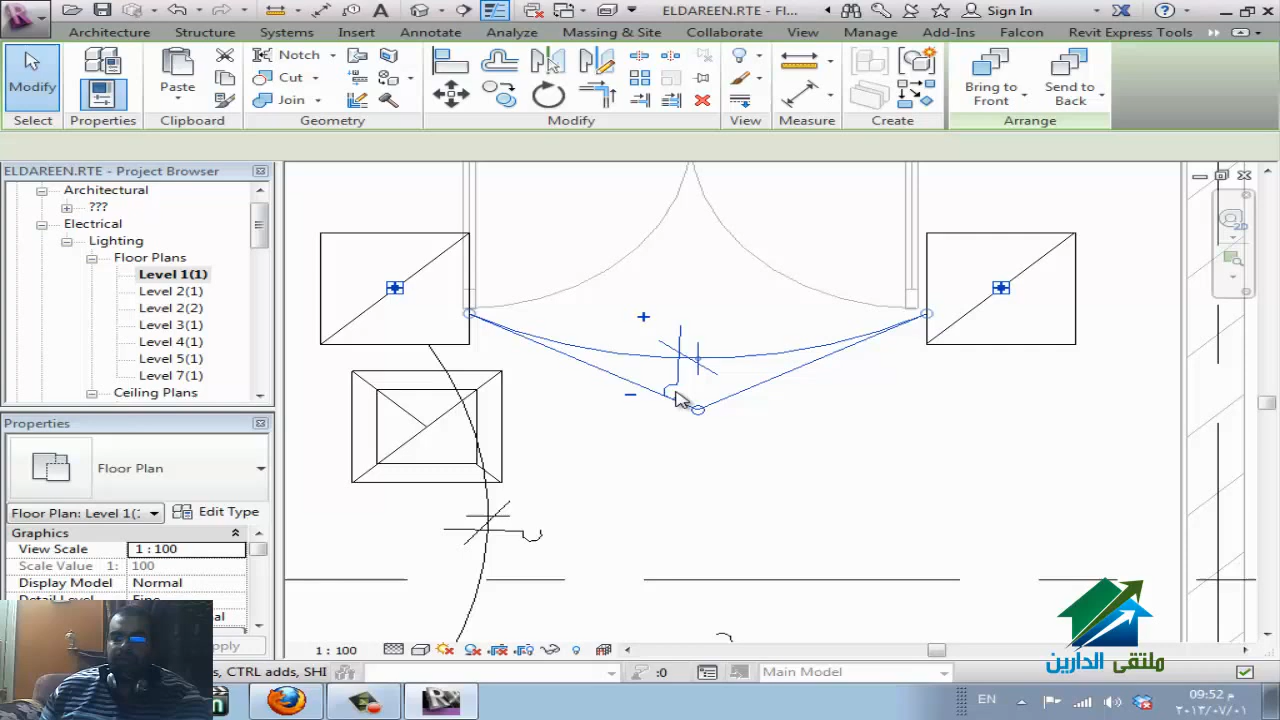 ELDAREEN.RTE - Fl...
Sign In
Architecture Structure Systems Insert Annotate Analyze Massing & Site Collaborate View Manage Add-Ins Falcon Revit Express Tools
Modify
Paste
Notch
Cut
Join
Bring to Front
Send to Back
Select Properties Clipboard Geometry Modify View Measure Create Arrange
ELDAREEN.RTE - Project Browser
Architectural
???
Electrical
Lighting
Floor Plans
Level 1(1)
Level 2(1)
Level 2(2)
Level 3(1)
Level 4(1)
Level 5(1)
Level 7(1)
Ceiling Plans
Properties
Floor Plan
Floor Plan: Level 1(:
Edit Type
Graphics
View Scale 1 : 100
Scale Value 1: 100
Display Model Normal
Fine
1 : 100
ملتقى الدارين
, CTRL adds, SHI
:0
Main Model
EN
09:52 م
٢٠١٣/٠٧/٠١